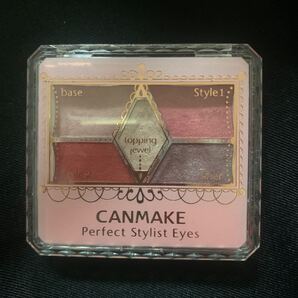 base
Style1
topping
jewel
CANMAKE
Perfect Stylist Eyes